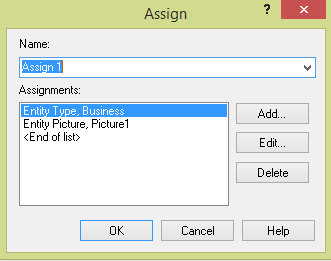 Assign
?
Name:
Assign 1
Assignments:
Entity Type, Business
Entity Picture, Picture1
<End of list>
Add...
Edit...
Delete
OK
Cancel
Help